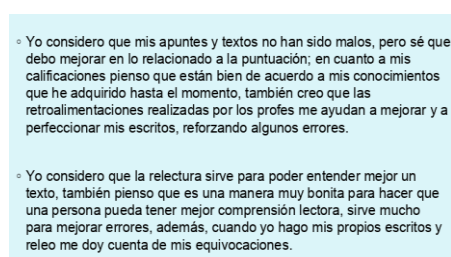 ◦ Yo considero que mis apuntes y textos no han sido malos, pero sé que
debo mejorar en lo relacionado a la puntuación; en cuanto a mis
calificaciones pienso que están bien de acuerdo a mis conocimientos
que he adquirido hasta el momento, también creo que las
retroalimentaciones realizadas por los profes me ayudan a mejorar y a
perfeccionar mis escritos, reforzando algunos errores.
◦ Yo considero que la relectura sirve para poder entender mejor un
texto, también pienso que es una manera muy bonita para hacer que
una persona pueda tener mejor comprensión lectora, sirve mucho
para mejorar errores, además, cuando yo hago mis propios escritos y
releo me doy cuenta de mis equivocaciones.